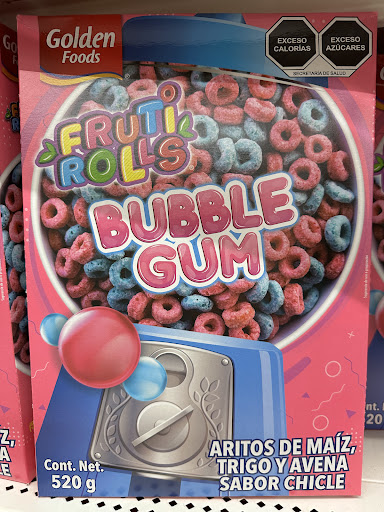 Golden
Foods
EXCESO
CALORÍAS
EXCESO
AZÚCARES
SECRETARÍA DE SALUD
FRUTI
ROLLS
BUBBLE
GUM
Cont. Net.
520 g
ARITOS DE MAÍZ,
TRIGO Y AVENA
SABOR CHICLE